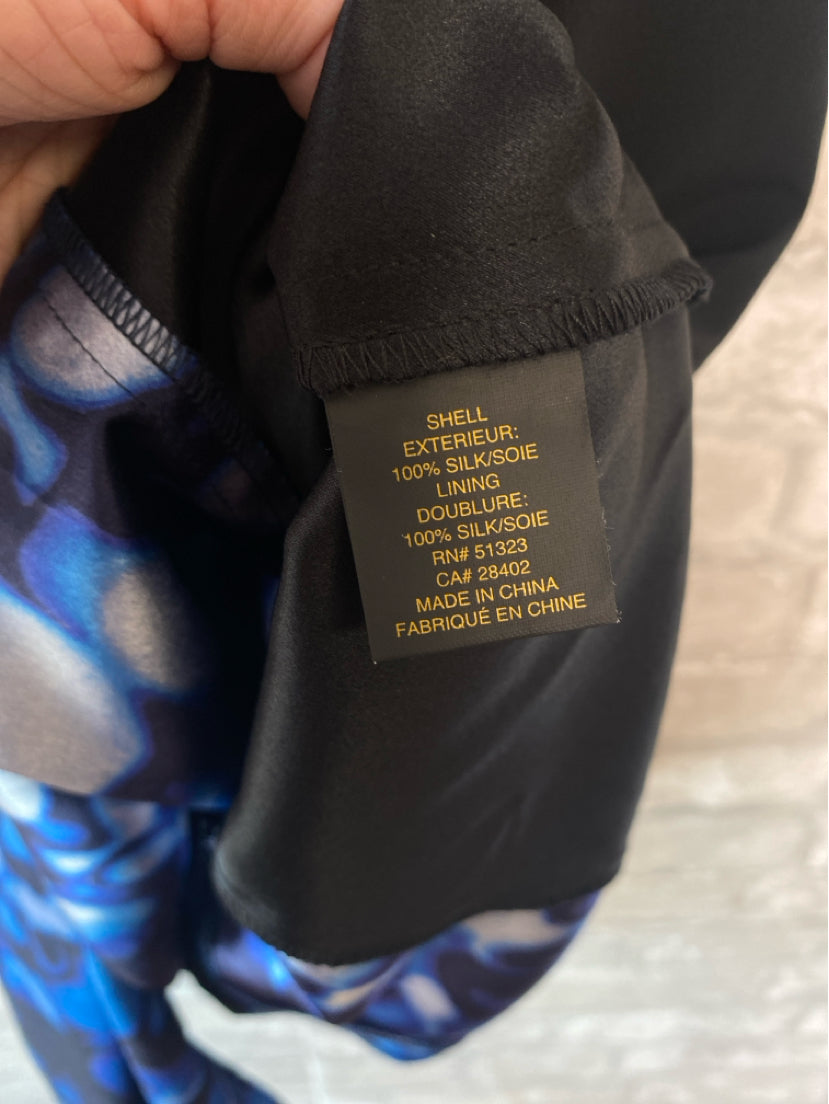 SHELL
EXTERIEUR:
100% SILK/SOIE
LINING
DOUBLURE:
100% SILK/SOIE
RN# 51323
CA# 28402
MADE IN CHINA
FABRIQUÉ EN CHINE